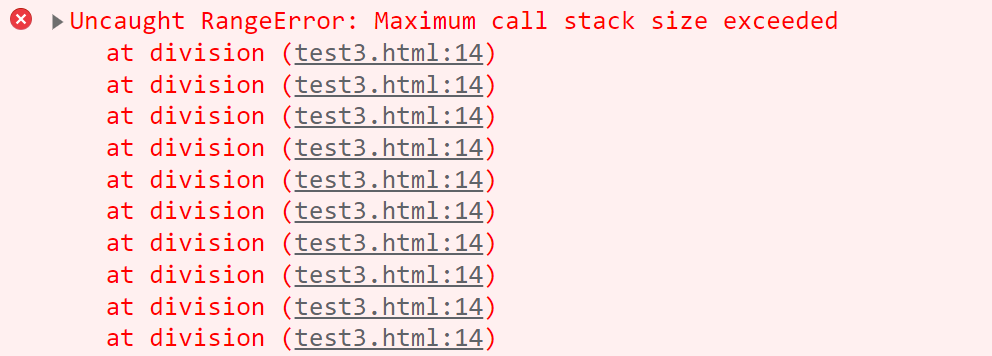 Uncaught RangeError: Maximum call stack size exceeded
at division (test3.html:14)
at division (test3.html:14)
at division (test3.html:14)
at division (test3.html:14)
at division (test3.html:14)
at division (test3.html:14)
at division (test3.html:14)
at division (test3.html:14)
at division (test3.html:14)
at division (test3.html:14)